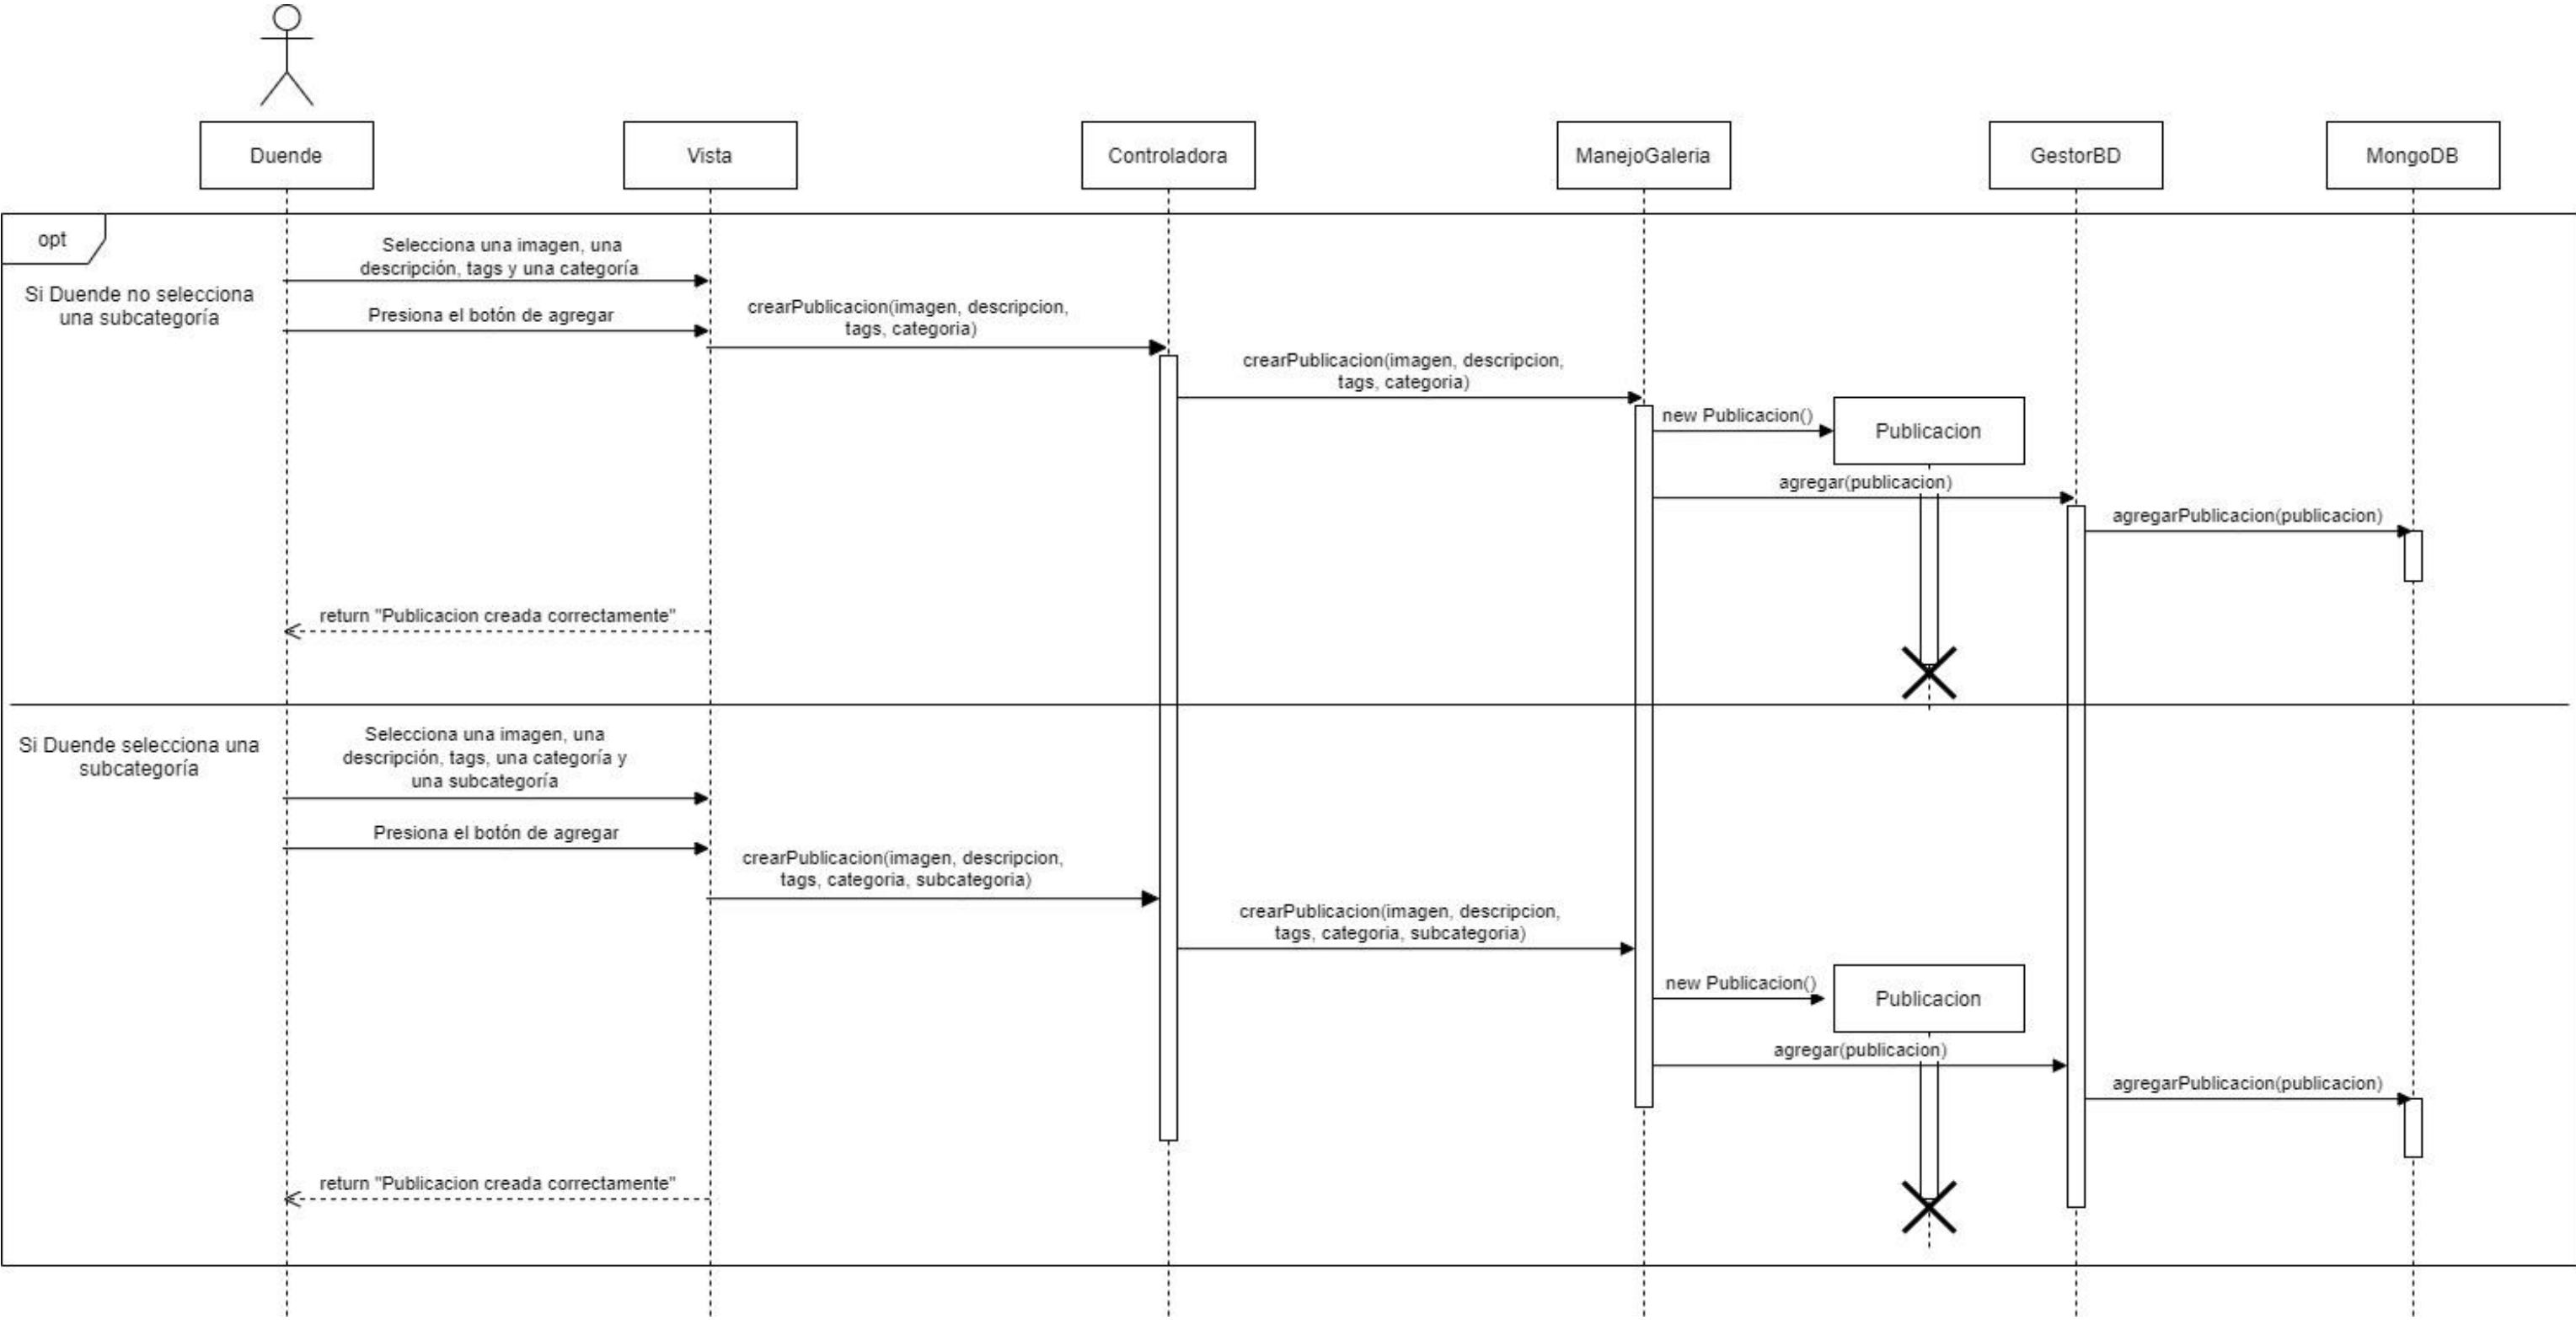 Duende
Vista
Controladora
ManejoGaleria
GestorBD
MongoDB
opt
Si Duende no selecciona
una subcategoría
Selecciona una imagen, una
descripción, tags y una categoría
Presiona el botón de agregar
crearPublicacion(imagen, descripcion,
tags, categoria)
crearPublicacion(imagen, descripcion,
tags, categoria)
new Publicacion()
Publicacion
agregar(publicacion)
agregarPublicacion(publicacion)
return "Publicacion creada correctamente"
Si Duende selecciona una
subcategoría
Selecciona una imagen, una
descripción, tags, una categoría y
una subcategoría
Presiona el botón de agregar
crearPublicacion(imagen, descripcion,
tags, categoria, subcategoria)
crearPublicacion(imagen, descripcion,
tags, categoria, subcategoria)
new Publicacion()
Publicacion
agregar(publicacion)
agregarPublicacion(publicacion)
return "Publicacion creada correctamente"